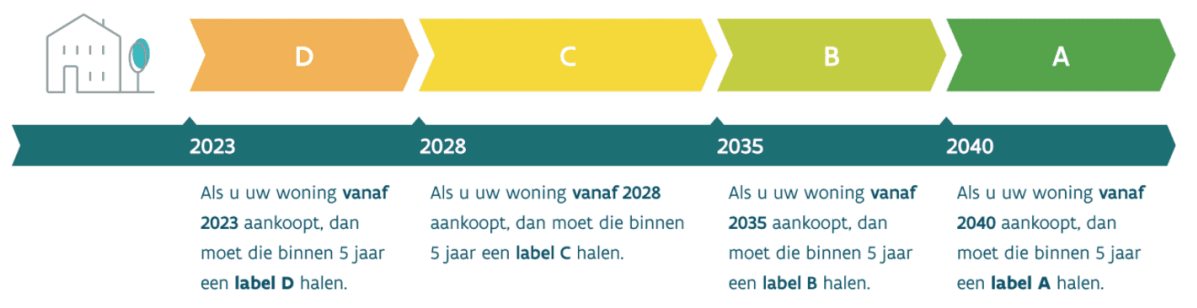 D
C
B
A
2023
2028
2035
2040
Als u uw woning vanaf
2023 aankoopt, dan
moet die binnen 5 jaar
een label D halen.
Als u uw woning vanaf 2028
aankoopt, dan moet die binnen
5 jaar een label C halen.
Als u uw woning vanaf
2035 aankoopt, dan
moet die binnen 5 jaar
een label B halen.
Als u uw woning vanaf
2040 aankoopt, dan
moet die binnen 5 jaar
een label A halen.